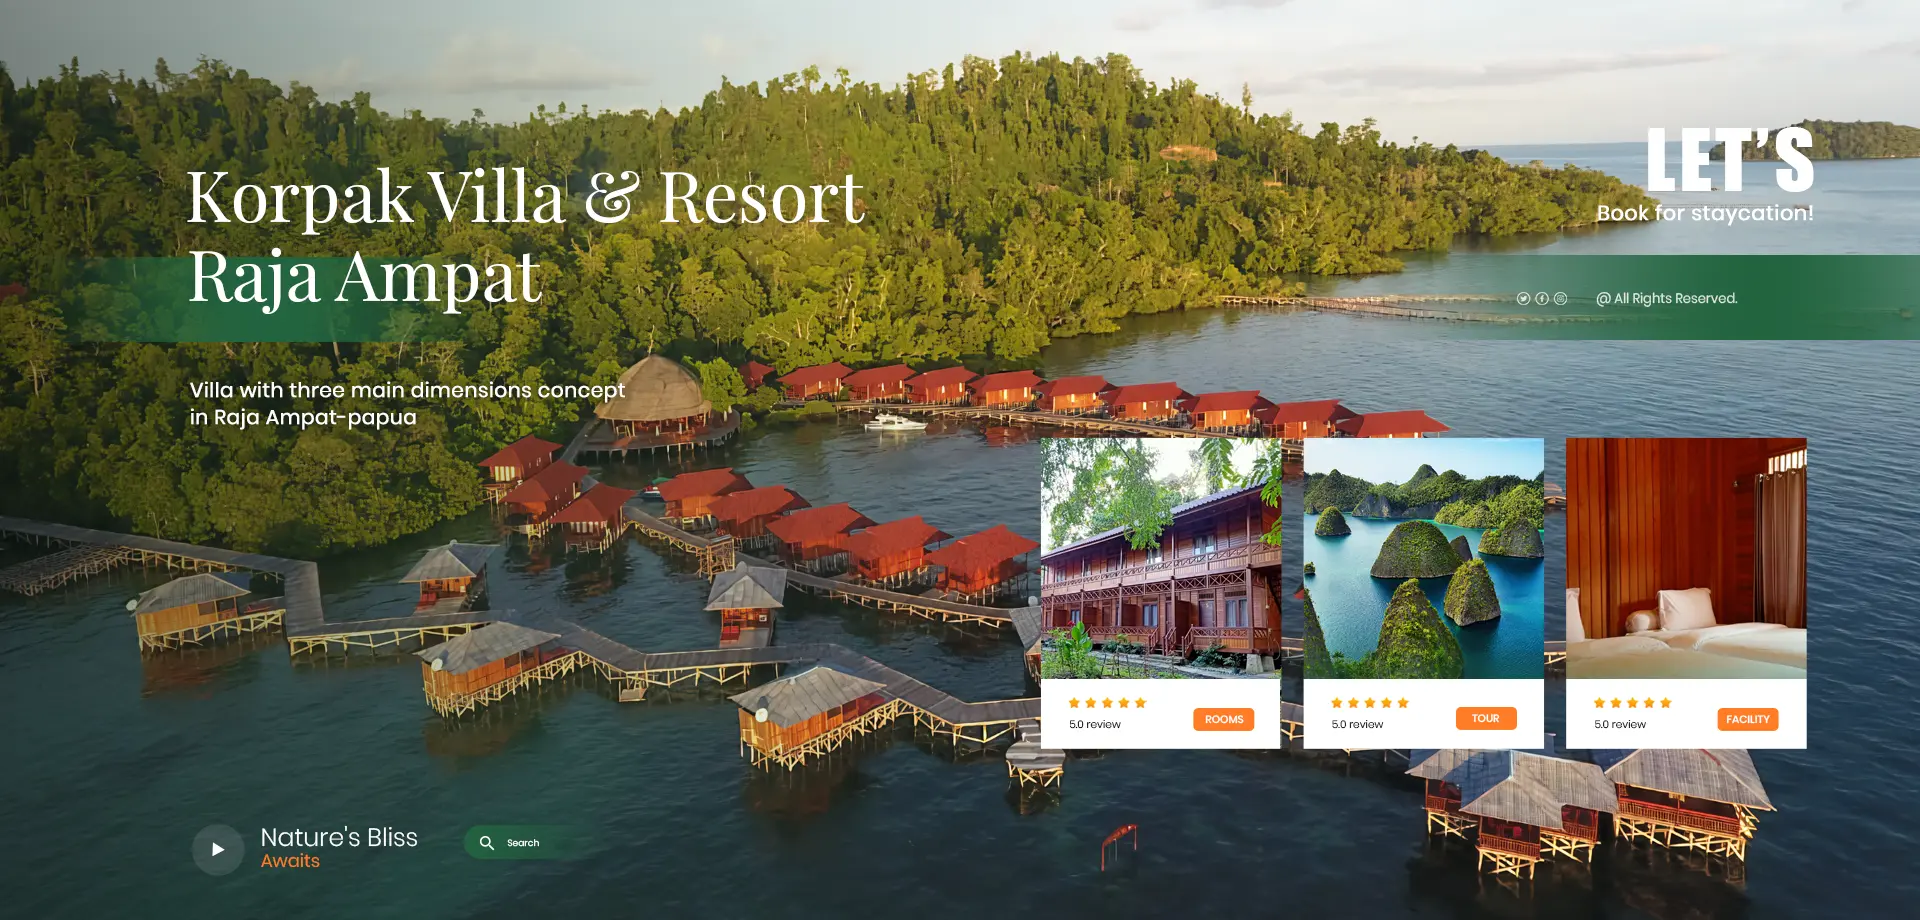 Korpak Villa & Resort
Raja Ampat
Villa with three main dimensions concept
in Raja Ampat-papua
LET'S
Book for staycation!
@ All Rights Reserved.
5.0 review
ROOMS
5.0 review
TOUR
5.0 review
FACILITY
Nature's Bliss
Awaits
Search